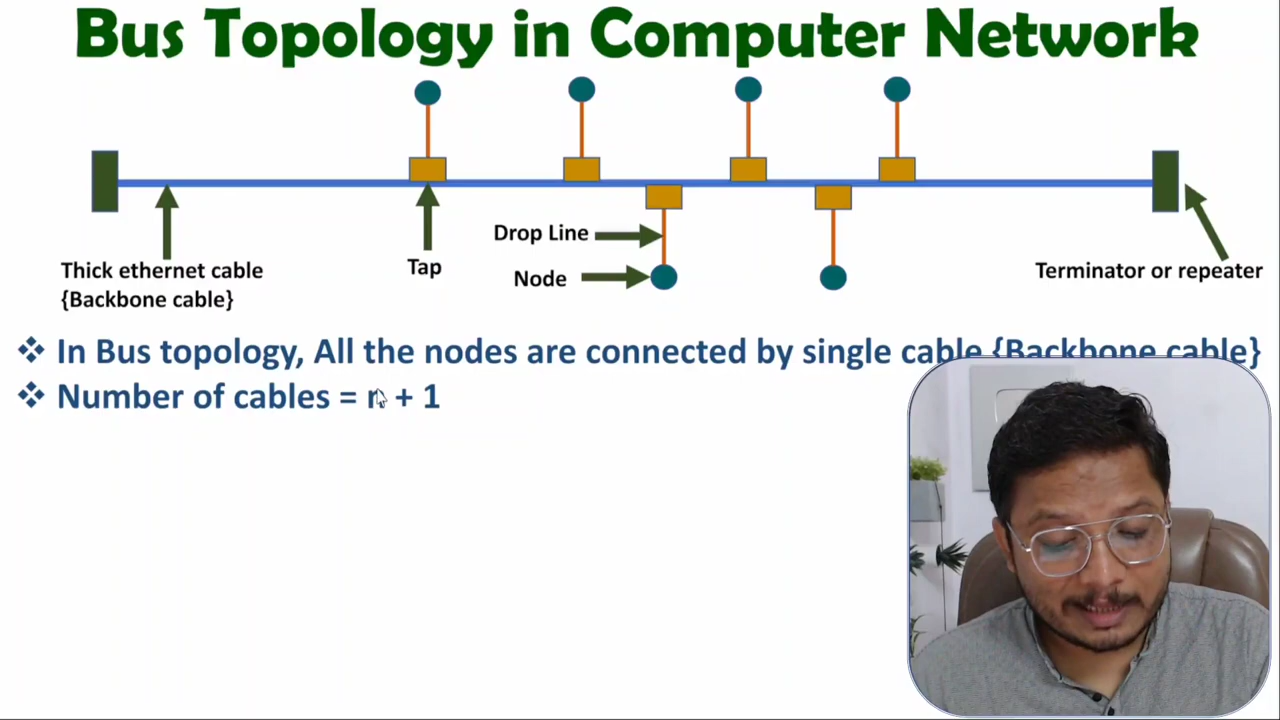 Bus Topology in Computer Network
Drop Line
Thick ethernet cable
{Backbone cable}
Tap
Node
Terminator or repeater
❖ In Bus topology, All the nodes are connected by single cable {Backbone cable}
❖ Number of cables = n + 1